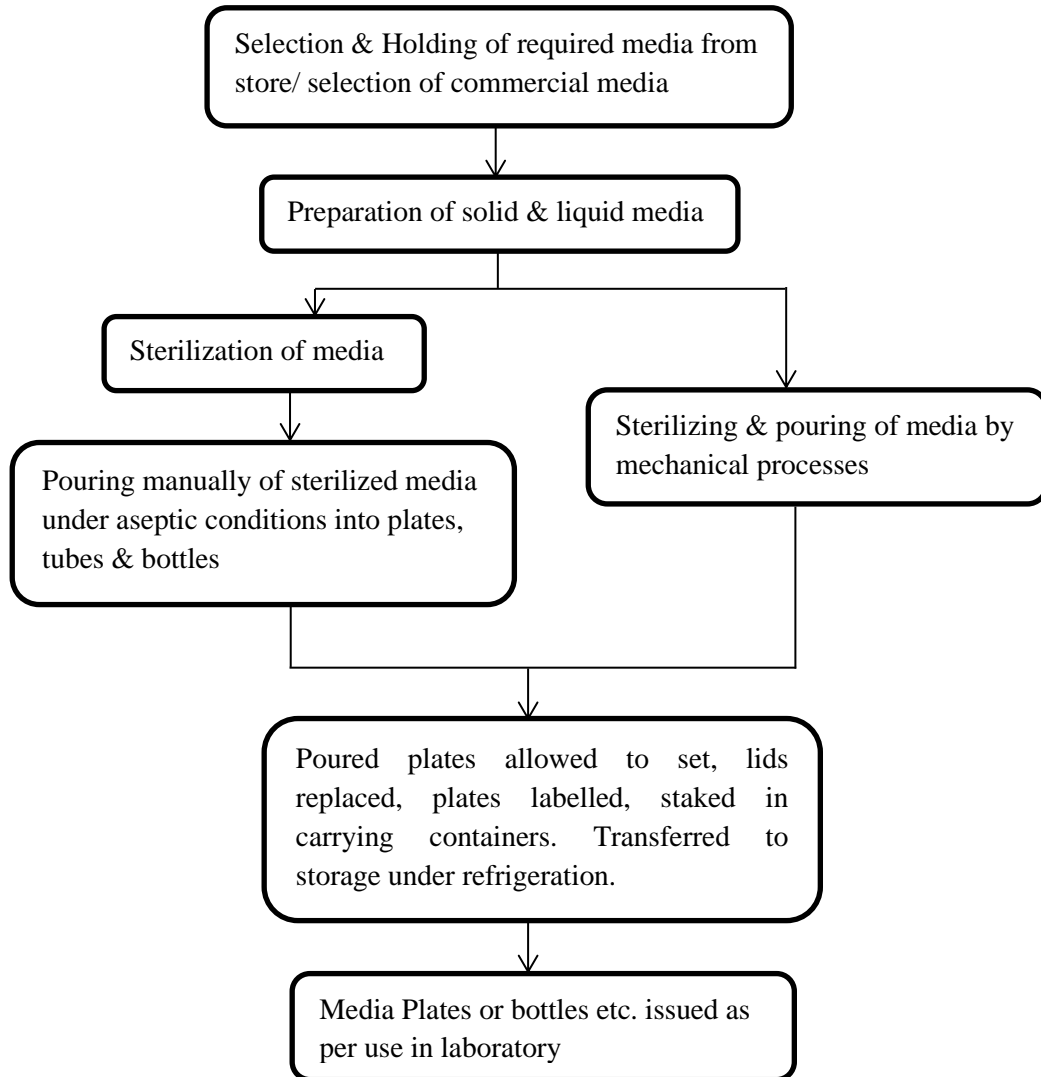 Selection & Holding of required media from
store/ selection of commercial media
Preparation of solid & liquid media
Sterilization of media
Pouring manually of sterilized media
under aseptic conditions into plates,
tubes & bottles
Sterilizing & pouring of media by
mechanical processes
Poured plates allowed to set, lids
replaced, plates labelled, staked in
carrying containers. Transferred to
storage under refrigeration.
Media Plates or bottles etc. issued as
per use in laboratory